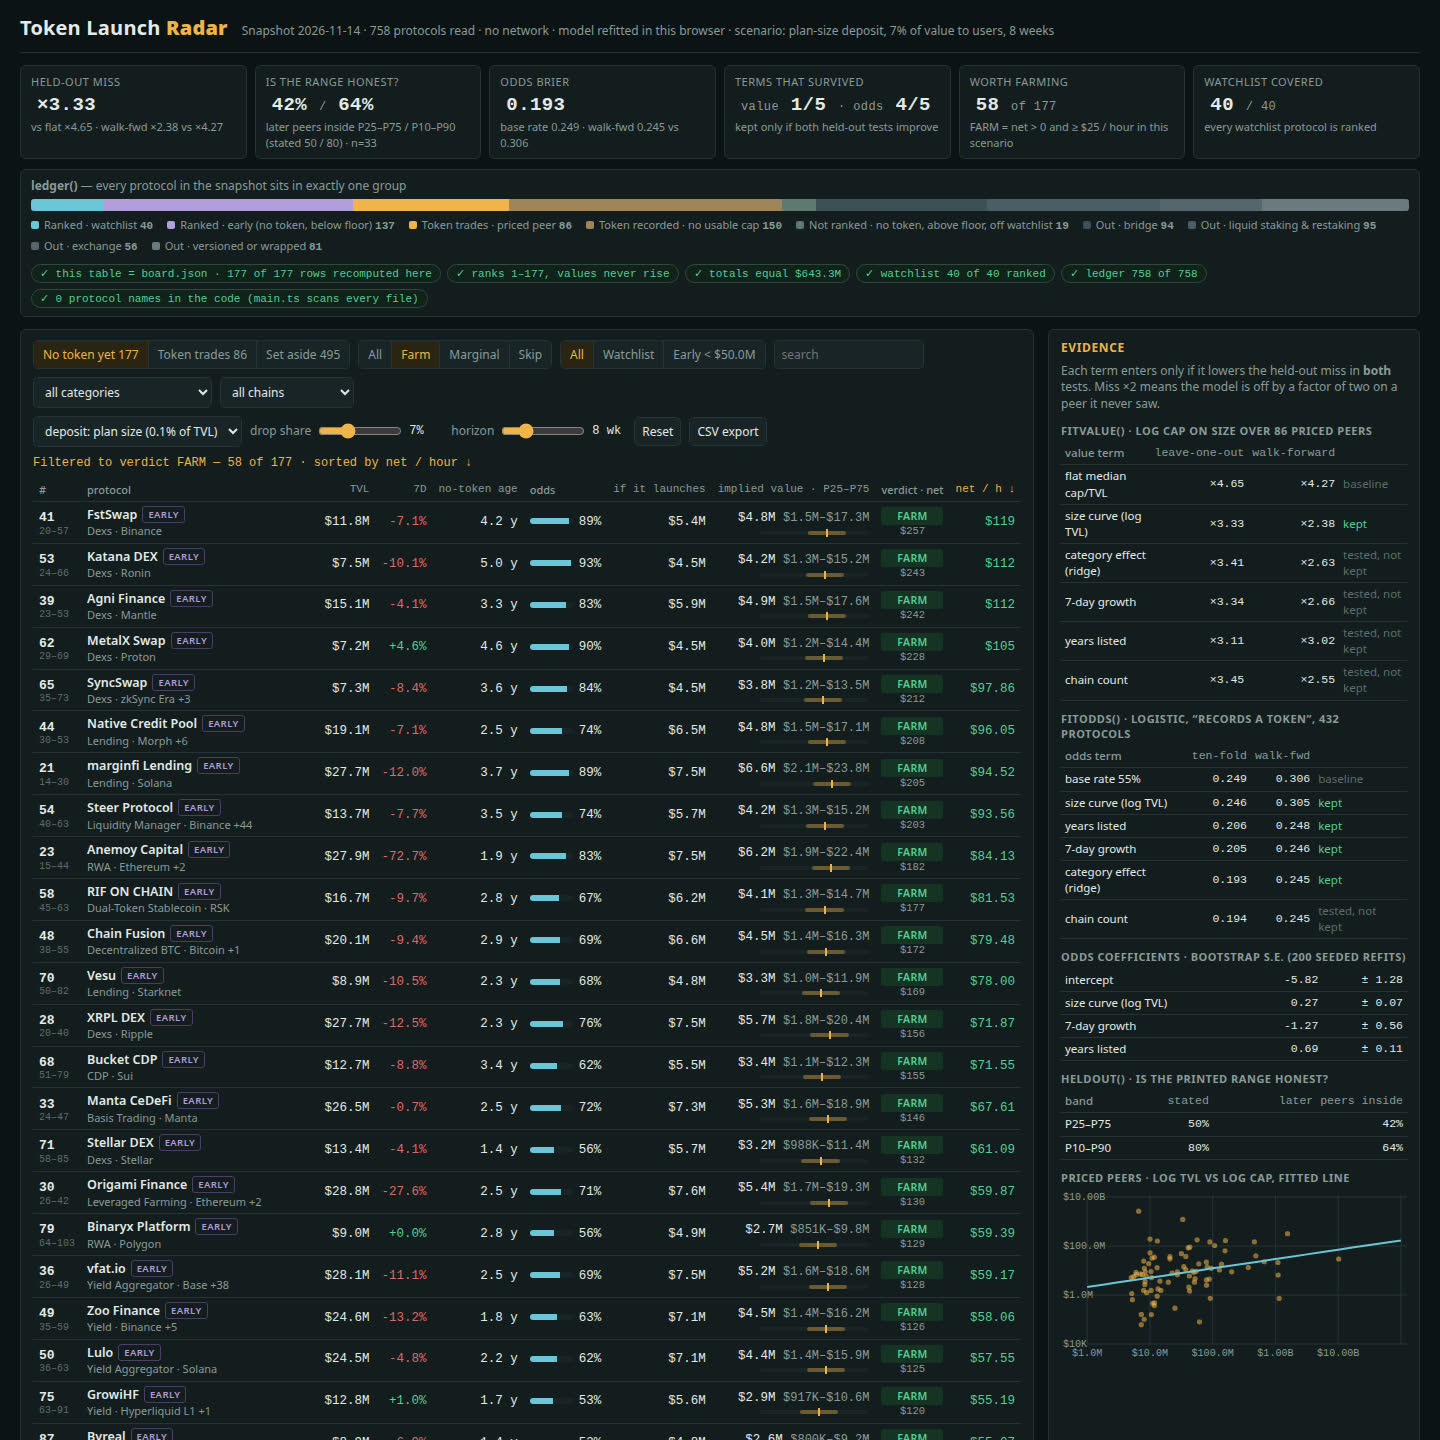 Token Launch Radar Snapshot 2026-11-14 · 758 protocols read · no network · model refitted in this browser · scenario: plan-size deposit, 7% of value to users, 8 weeks
HELD-OUT MISS
×3.33
vs flat ×4.65 · walk-fwd ×2.38 vs ×4.27
IS THE RANGE HONEST?
42% / 64%
later peers inside P25–P75 / P10–P90
(stated 50 / 80) · n=33
ODDS BRIER
0.193
base rate 0.249 · walk-fwd 0.245 vs
0.306
TERMS THAT SURVIVED
value 1/5 · odds 4/5
kept only if both held-out tests improve
WORTH FARMING
58 of 177
FARM = net > 0 and ≥ $25 / hour in this
scenario
WATCHLIST COVERED
40 / 40
every watchlist protocol is ranked
ledger() — every protocol in the snapshot sits in exactly one group
Ranked · watchlist 40 Ranked · early (no token, below floor) 137 Token trades · priced peer 86 Token recorded · no usable cap 150 Not ranked · no token, above floor, off watchlist 19 Out · bridge 94 Out · liquid staking & restaking 95
Out · exchange 56 Out · versioned or wrapped 81
✓ this table = board.json · 177 of 177 rows recomputed here ✓ ranks 1–177, values never rise ✓ totals equal $643.3M ✓ watchlist 40 of 40 ranked ✓ ledger 758 of 758
✓ 0 protocol names in the code (main.ts scans every file)
No token yet 177 Token trades 86 Set aside 495 All Farm Marginal Skip All Watchlist Early < $50.0M search
all categories all chains
deposit: plan size (0.1% of TVL) drop share 7% horizon 8 wk Reset CSV export
Filtered to verdict FARM — 58 of 177 · sorted by net / hour ↓
# protocol TVL 7D no-token age odds if it launches implied value · P25–P75 verdict · net net / h ↓
41 FstSwap EARLY $11.8M -7.1% 4.2 y 89% $5.4M $4.8M $1.5M–$17.3M FARM $119
20–57 Dexs · Binance $257
53 Katana DEX EARLY $7.5M -10.1% 5.0 y 93% $4.5M $4.2M $1.3M–$15.2M FARM $112
24–66 Dexs · Ronin $243
39 Agni Finance EARLY $15.1M -4.1% 3.3 y 83% $5.9M $4.9M $1.5M–$17.6M FARM $112
23–53 Dexs · Mantle $242
62 MetalX Swap EARLY $7.2M +4.6% 4.6 y 90% $4.5M $4.0M $1.2M–$14.4M FARM $105
29–69 Dexs · Proton $228
65 SyncSwap EARLY $7.3M -8.4% 3.6 y 84% $4.5M $3.8M $1.2M–$13.5M FARM $97.86
35–73 Dexs · zkSync Era +3 $212
44 Native Credit Pool EARLY $19.1M -7.1% 2.5 y 74% $6.5M $4.8M $1.5M–$17.1M FARM $96.05
30–53 Lending · Morph +6 $208
21 marginfi Lending EARLY $27.7M -12.0% 3.7 y 89% $7.5M $6.6M $2.1M–$23.8M FARM $94.52
14–30 Lending · Solana $205
54 Steer Protocol EARLY $13.7M -7.7% 3.5 y 74% $5.7M $4.2M $1.3M–$15.2M FARM $93.56
40–63 Liquidity Manager · Binance +44 $203
23 Anemoy Capital EARLY $27.9M -72.7% 1.9 y 83% $7.5M $6.2M $1.9M–$22.4M FARM $84.13
15–44 RWA · Ethereum +2 $182
58 RIF ON CHAIN EARLY $16.7M -9.7% 2.8 y 67% $6.2M $4.1M $1.3M–$14.7M FARM $81.53
45–63 Dual-Token Stablecoin · RSK $177
48 Chain Fusion EARLY $20.1M -9.4% 2.9 y 69% $6.6M $4.5M $1.4M–$16.3M FARM $79.48
38–55 Decentralized BTC · Bitcoin +1 $172
70 Vesu EARLY $8.9M -10.5% 2.3 y 68% $4.8M $3.3M $1.0M–$11.9M FARM $78.00
50–82 Lending · Starknet $169
28 XRPL DEX EARLY $27.7M -12.5% 2.3 y 76% $7.5M $5.7M $1.8M–$20.4M FARM $71.87
20–40 Dexs · Ripple $156
68 Bucket CDP EARLY $12.7M -8.8% 3.4 y 62% $5.5M $3.4M $1.1M–$12.3M FARM $71.55
51–79 CDP · Sui $155
33 Manta CeDeFi EARLY $26.5M -0.7% 2.5 y 72% $7.3M $5.3M $1.6M–$18.9M FARM $67.61
24–47 Basis Trading · Manta $146
71 Stellar DEX EARLY $13.4M -4.1% 1.4 y 56% $5.7M $3.2M $988K–$11.4M FARM $61.09
58–85 Dexs · Stellar $132
30 Origami Finance EARLY $28.8M -27.6% 2.5 y 71% $7.6M $5.4M $1.7M–$19.3M FARM $59.87
26–42 Leveraged Farming · Ethereum +2 $130
79 Binaryx Platform EARLY $9.0M +0.0% 2.8 y 56% $4.9M $2.7M $851K–$9.8M FARM $59.39
64–103 RWA · Polygon $129
36 vfat.io EARLY $28.1M -11.1% 2.5 y 69% $7.5M $5.2M $1.6M–$18.6M FARM $59.17
26–49 Yield Aggregator · Base +38 $128
49 Zoo Finance EARLY $24.6M -13.2% 1.8 y 63% $7.1M $4.5M $1.4M–$16.2M FARM $58.06
35–59 Yield · Binance +5 $126
50 Lulo EARLY $24.5M -4.8% 2.2 y 62% $7.1M $4.4M $1.4M–$15.9M FARM $57.55
36–63 Yield Aggregator · Solana $125
75 GrowiHF EARLY $12.8M +1.0% 1.7 y 53% $5.6M $2.9M $917K–$10.6M FARM $55.19
63–91 Yield · Hyperliquid L1 +1 $120
87 Byreal EARLY
EVIDENCE
Each term enters only if it lowers the held-out miss in both
tests. Miss ×2 means the model is off by a factor of two on a
peer it never saw.
FITVALUE() · LOG CAP ON SIZE OVER 86 PRICED PEERS
value term leave-one-out walk-forward
flat median
cap/TVL ×4.65 ×4.27 baseline
size curve (log
TVL) ×3.33 ×2.38 kept
category effect
(ridge) ×3.41 ×2.63 tested, not
kept
7-day growth ×3.34 ×2.66 tested, not
kept
years listed ×3.11 ×3.02 tested, not
kept
chain count ×3.45 ×2.55 tested, not
kept
FITODDS() · LOGISTIC, “RECORDS A TOKEN”, 432
PROTOCOLS
odds term ten-fold walk-fwd
base rate 55% 0.249 0.306 baseline
size curve (log TVL) 0.246 0.305 kept
years listed 0.206 0.248 kept
7-day growth 0.205 0.246 kept
category effect
(ridge) 0.193 0.245 kept
chain count 0.194 0.245 tested, not
kept
ODDS COEFFICIENTS · BOOTSTRAP S.E. (200 SEEDED REFITS)
intercept -5.82 ± 1.28
size curve (log TVL) 0.27 ± 0.07
7-day growth -1.27 ± 0.56
years listed 0.69 ± 0.11
HELDOUT() · IS THE PRINTED RANGE HONEST?
band stated later peers inside
P25–P75 50% 42%
P10–P90 80% 64%
PRICED PEERS · LOG TVL VS LOG CAP, FITTED LINE
$10.00B
$100.0M
$1.0M
$10K
$1.0M $10.0M $100.0M $1.00B $10.00B